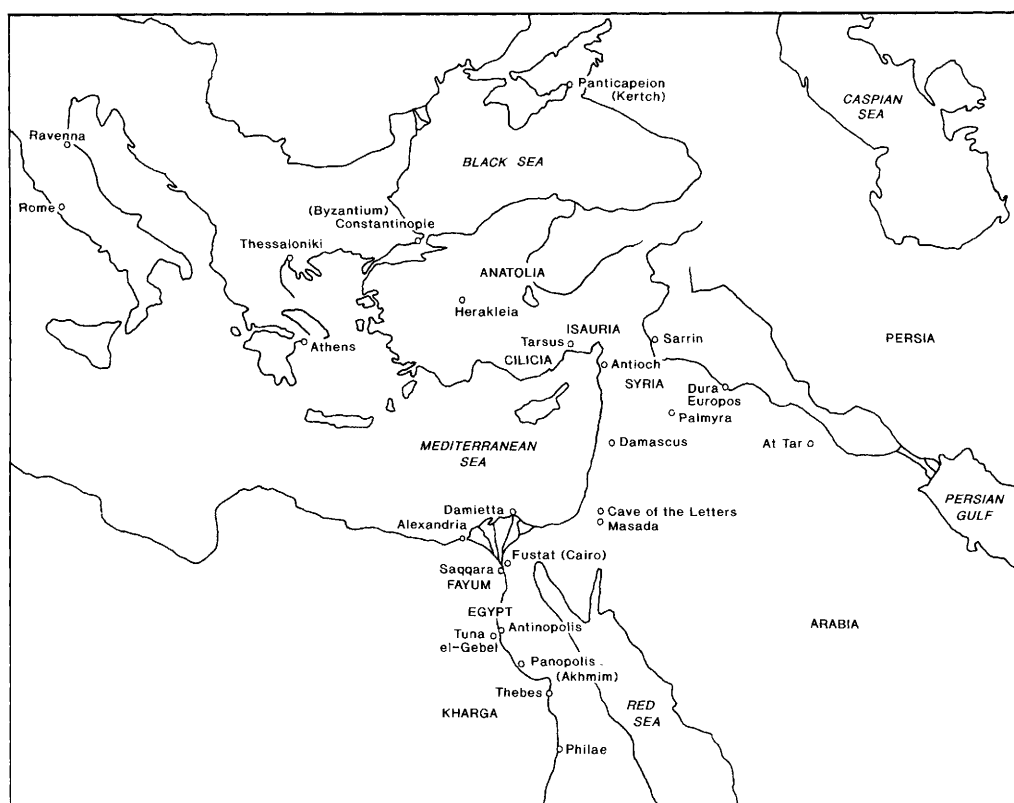 Panticapeion
(Kertch)
CASPIAN
SEA
Ravenna
BLACK SEA
Rome
(Byzantium)
Constantinople
Thessaloniki
ANATOLIA
Herakleia
ISAURIA
Tarsus
Sarrin
PERSIA
Athens
CILICIA
Antioch
SYRIA
Dura
Europos
Palmyra
MEDITERRANEAN
SEA
Damascus
At Tar
PERSIAN
GULF
Damietta
Cave of the Letters
Masada
Alexandria
Fustat (Cairo)
Saqqara
FAYUM
EGYPT
Antinopolis
Tuna
el-Gebel
ARABIA
Panopolis
(Akhmim)
Thebes
KHARGA
RED
SEA
Philae